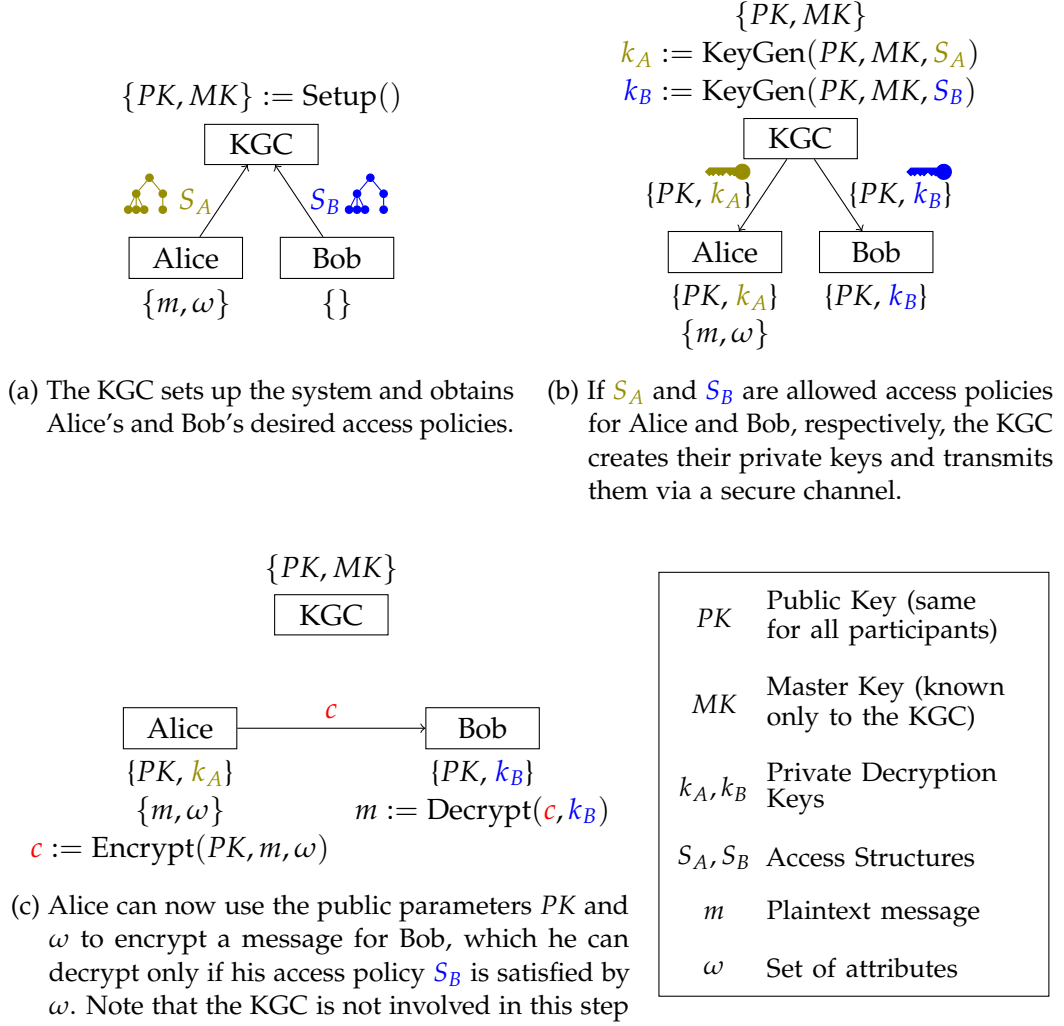 {PK, MK} := Setup()
KGC
S_A
S_B
Alice
Bob
{m, ω}
{}
(a) The KGC sets up the system and obtains
Alice's and Bob's desired access policies.
{PK, MK}
k_A := KeyGen(PK, MK, S_A)
k_B := KeyGen(PK, MK, S_B)
KGC
{PK, k_A}
{PK, k_B}
Alice
Bob
{PK, k_A}
{PK, k_B}
{m, ω}
(b) If S_A and S_B are allowed access policies
for Alice and Bob, respectively, the KGC
creates their private keys and transmits
them via a secure channel.
{PK, MK}
KGC
c
Alice
Bob
{PK, k_A}
{PK, k_B}
{m, ω}
m := Decrypt(c, k_B)
c := Encrypt(PK, m, ω)
(c) Alice can now use the public parameters PK and
ω to encrypt a message for Bob, which he can
decrypt only if his access policy S_B is satisfied by
ω. Note that the KGC is not involved in this step
PK Public Key (same
for all participants)
MK Master Key (known
only to the KGC)
k_A, k_B Private Decryption
Keys
S_A, S_B Access Structures
m Plaintext message
ω Set of attributes